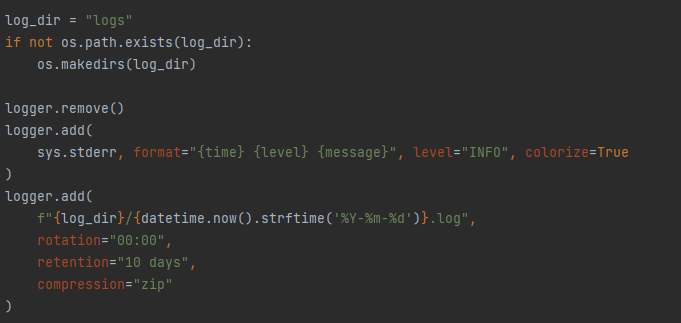 log_dir = "logs"
if not os.path.exists(log_dir):
    os.makedirs(log_dir)

logger.remove()
logger.add(
    sys.stderr, format="{time} {level} {message}", level="INFO", colorize=True
)
logger.add(
    f"{log_dir}/{datetime.now().strftime('%Y-%m-%d')}.log",
    rotation="00:00",
    retention="10 days",
    compression="zip"
)